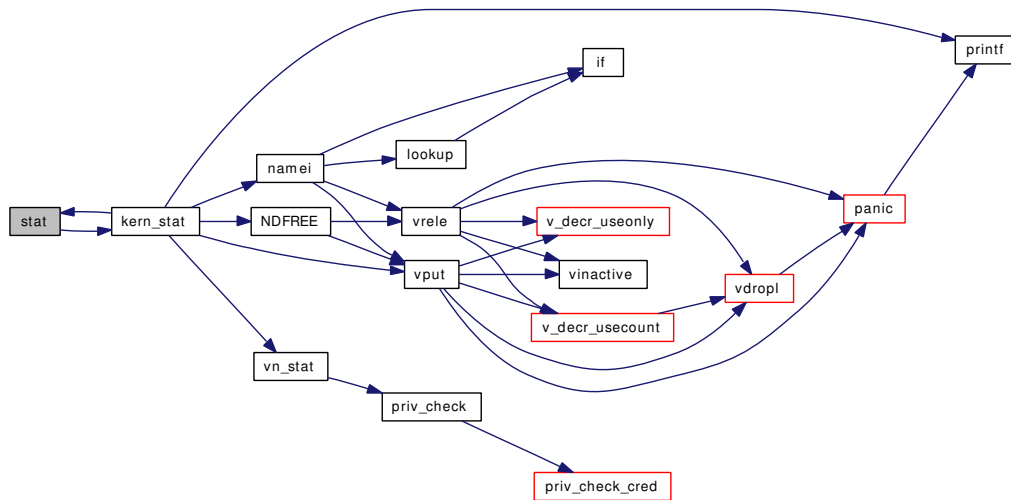 printf
if
lookup
namei
panic
stat
kern_stat
NDFREE
vrele
v_decr_useonly
vput
vinactive
vdropl
v_decr_usecount
vn_stat
priv_check
priv_check_cred